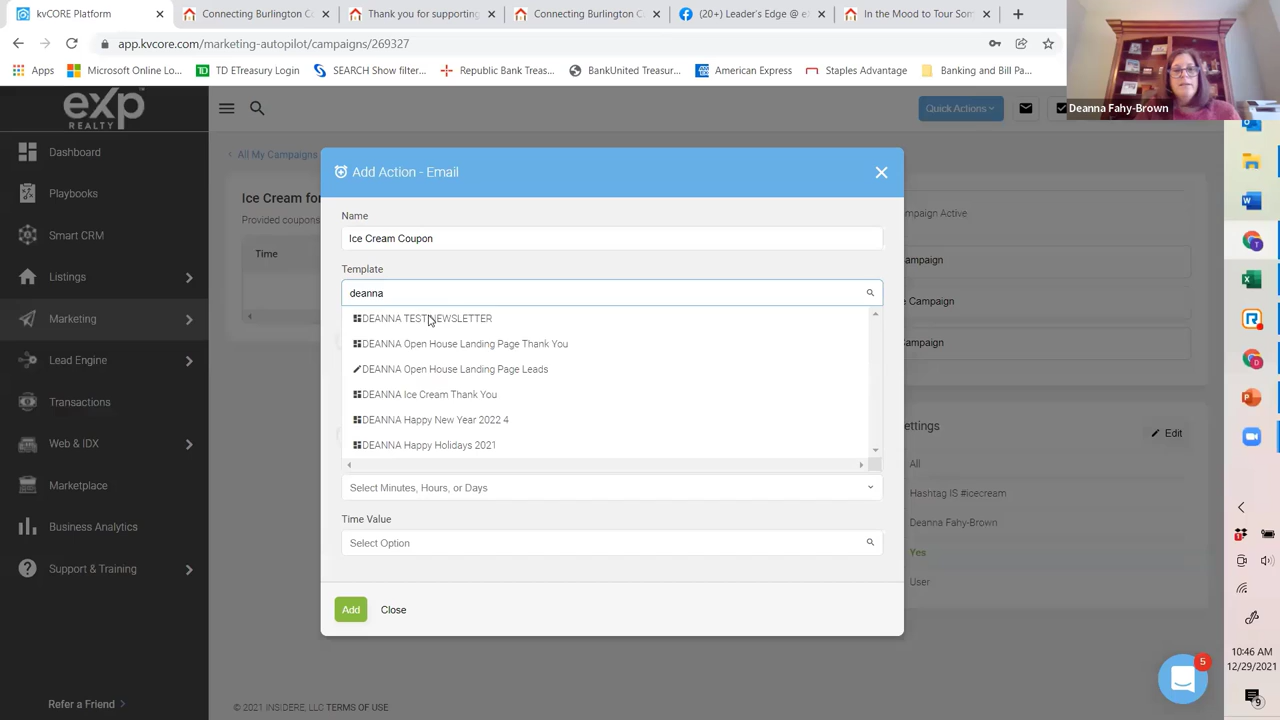 kvCORE Platform
Connecting Burlington C
Thank you for supporting
Connecting Burlington Ca
(20+) Leader's Edge @ e
In the Mood to Tour Som
app.kvcore.com/marketing-autopilot/campaigns/269327
Apps
Microsoft Online Lo...
TD ETreasury Login
SEARCH Show filter...
Republic Bank Treas...
BankUnited Treasur...
American Express
Staples Advantage
Banking and Bill Pa...
Deanna Fahy-Brown
exp
REALTY
Quick Actions
Dashboard
Playbooks
Smart CRM
Listings
Marketing
Lead Engine
Transactions
Web & IDX
Marketplace
Business Analytics
Support & Training
Refer a Friend
All My Campaigns
Ice Cream for
Provided coupons
Time
Add Action - Email
Name
Ice Cream Coupon
Template
deanna
DEANNA TEST NEWSLETTER
DEANNA Open House Landing Page Thank You
DEANNA Open House Landing Page Leads
DEANNA Ice Cream Thank You
DEANNA Happy New Year 2022 4
DEANNA Happy Holidays 2021
Select Minutes, Hours, or Days
Time Value
Select Option
Add
Close
mpaign Active
ampaign
e Campaign
ampaign
ettings
Edit
All
Hashtag IS #icecream
Deanna Fahy-Brown
Yes
User
5
© 2021 INSIDERE, LLC TERMS OF USE
10:46 AM
12/29/2021
9